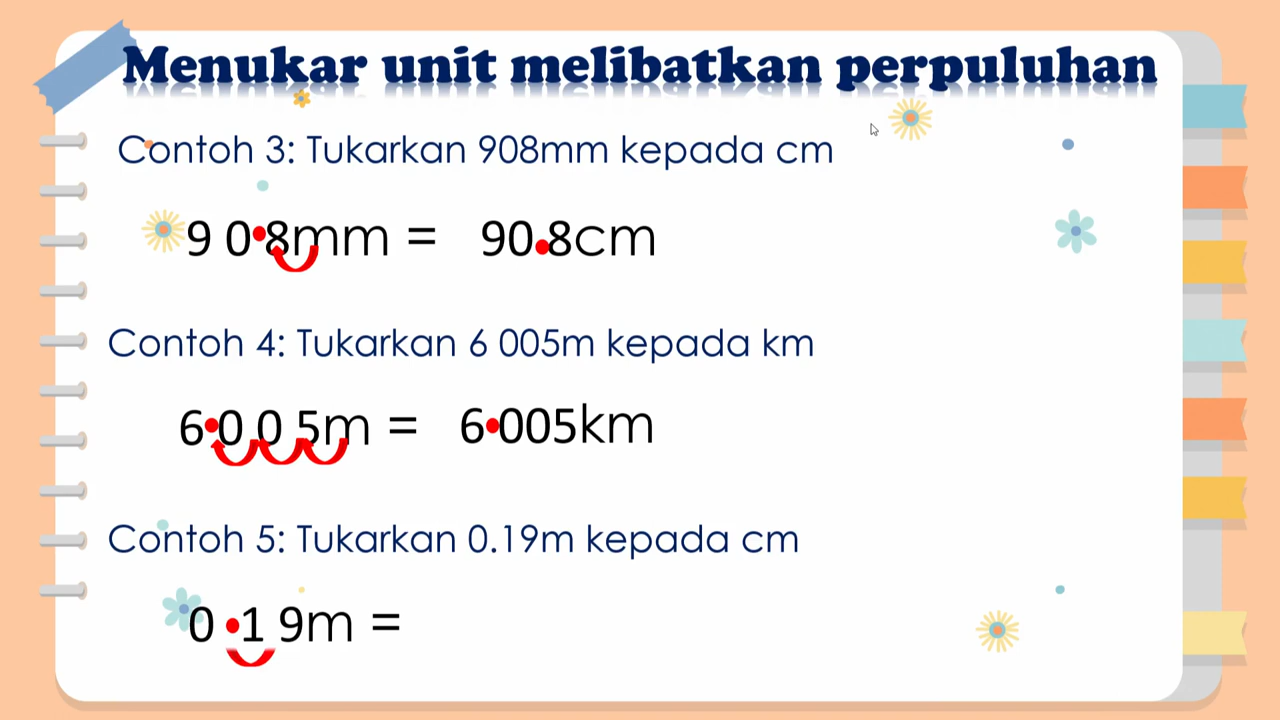 Menukar unit melibatkan perpuluhan
Contoh 3: Tukarkan 908mm kepada cm
9 0•8mm = 90.8cm
Contoh 4: Tukarkan 6 005m kepada km
6•0 0 5m = 6•005km
Contoh 5: Tukarkan 0.19m kepada cm
0 •1 9m =